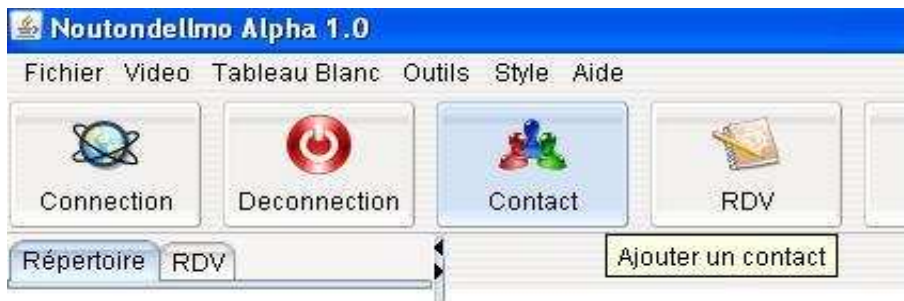 Noutondellmo Alpha 1.0
Fichier Video Tableau Blanc Outils Style Aide
Connection Deconnection Contact RDV
Répertoire RDV
Ajouter un contact